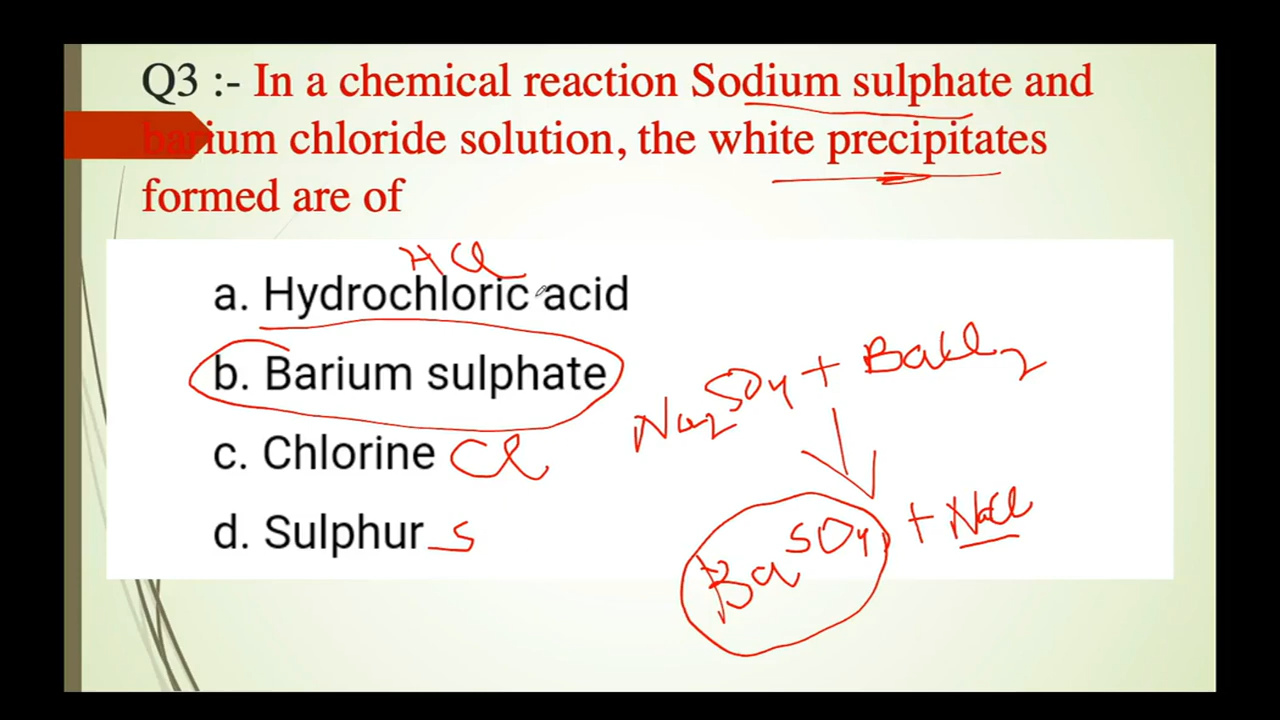 Q3 :- In a chemical reaction Sodium sulphate and
barium chloride solution, the white precipitates
formed are of
HCl
a. Hydrochloric acid
b. Barium sulphate
Na2SO4 + BaCl2
c. Chlorine Cl
d. Sulphur S
BaSO4 + NaCl